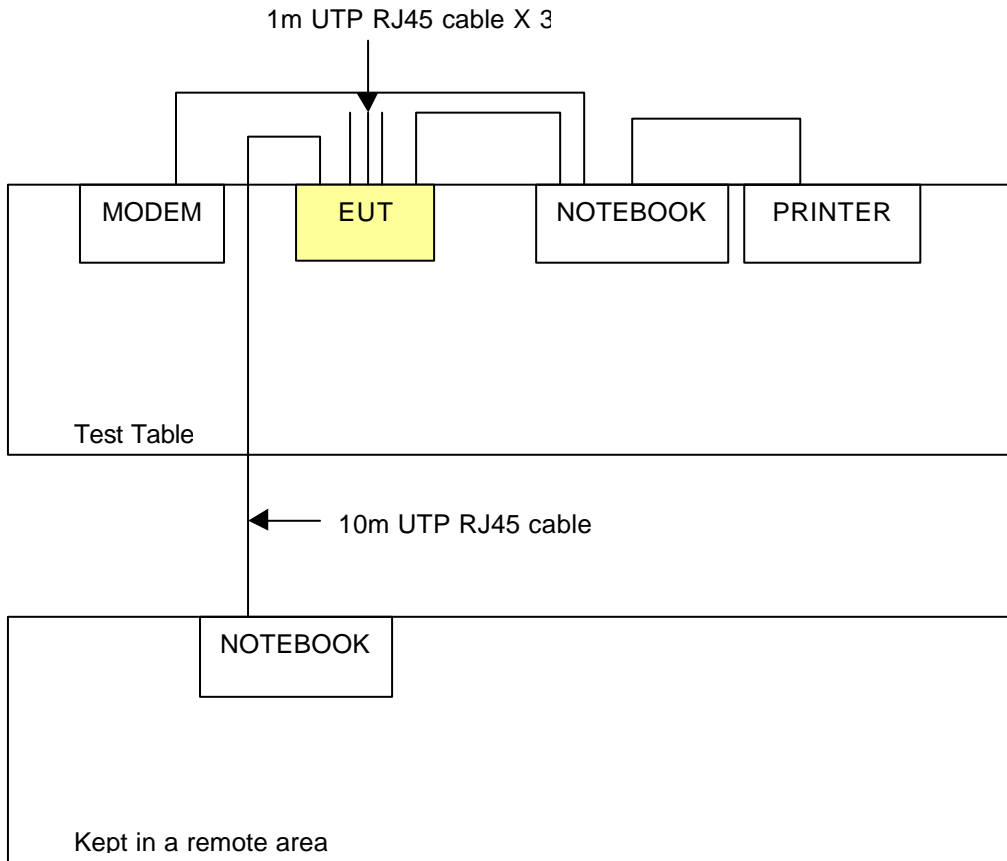 1m UTP RJ45 cable X 3
MODEM
EUT
NOTEBOOK
PRINTER
Test Table
10m UTP RJ45 cable
NOTEBOOK
Kept in a remote area